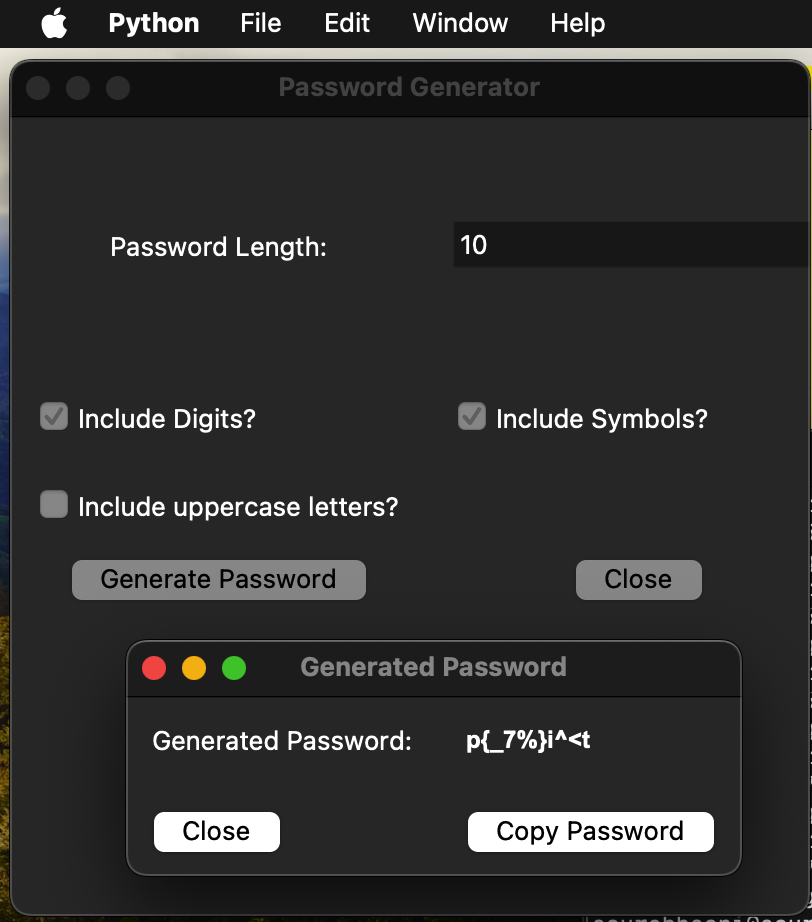 Python File Edit Window Help
Password Generator
Password Length: 10
Include Digits? Include Symbols?
Include uppercase letters?
Generate Password Close
Generated Password
Generated Password: p{_7%}i^<t
Close Copy Password